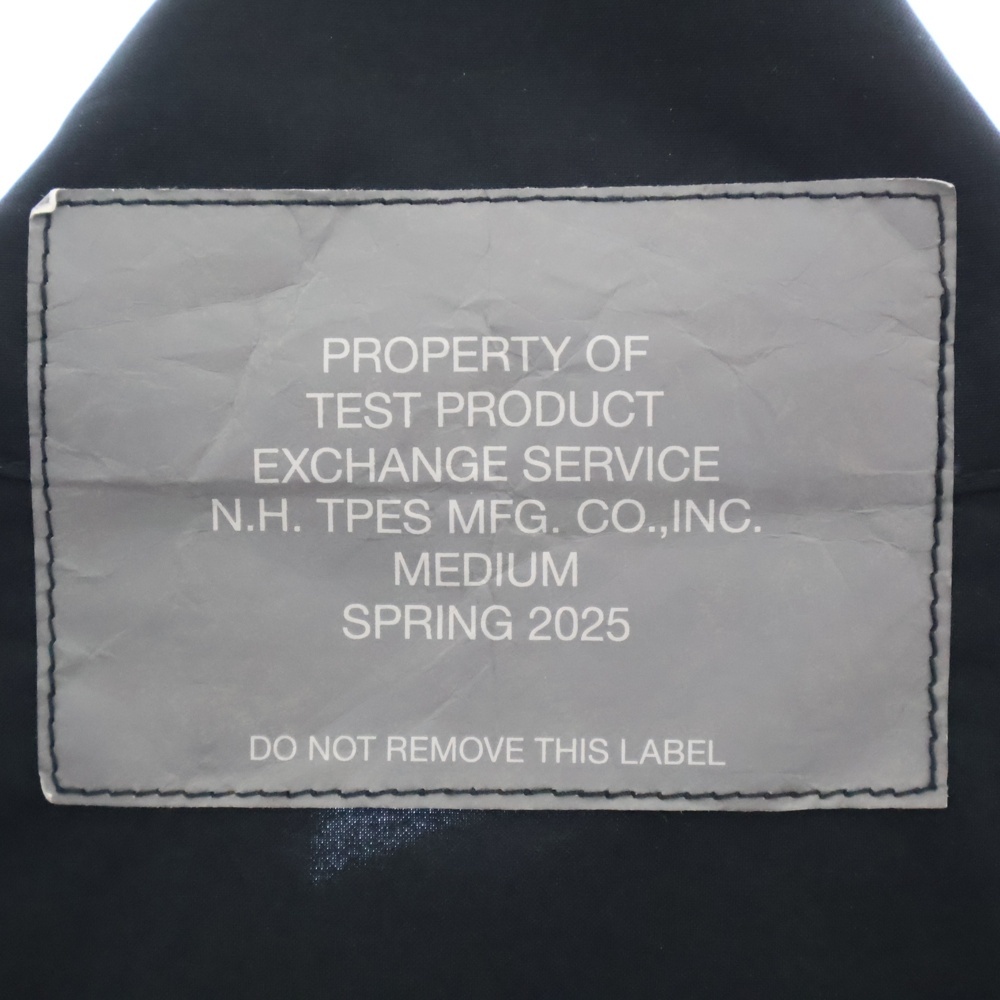 PROPERTY OF
TEST PRODUCT
EXCHANGE SERVICE
N.H. TPES MFG. CO.,INC.
MEDIUM
SPRING 2025
DO NOT REMOVE THIS LABEL